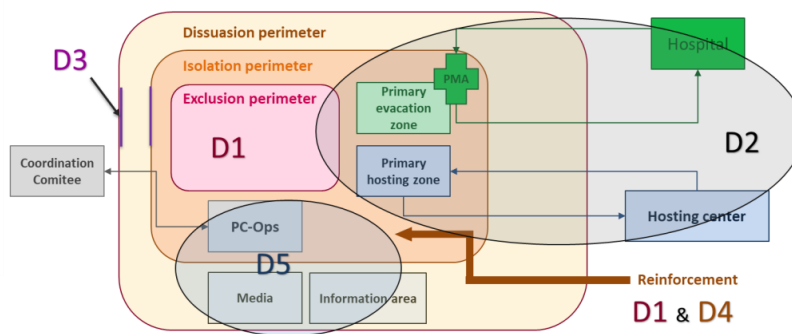 Dissuasion perimeter
Hospital
D3
Isolation perimeter
PMA
Exclusion perimeter
Primary
evacation
zone
D1
D2
Coordination
Comitee
Primary
hosting zone
PC-Ops
Hosting center
D5
Media
Information area
Reinforcement
D1 & D4